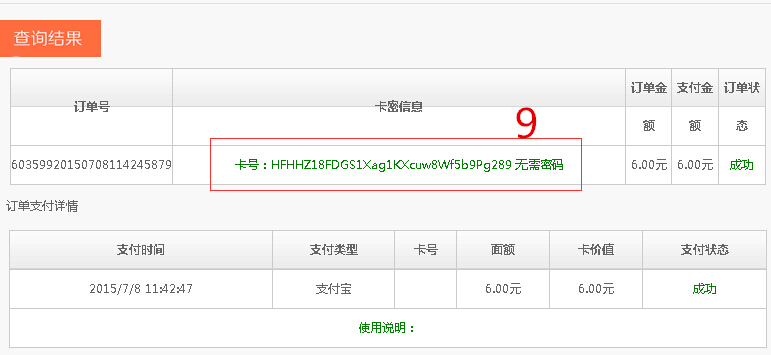 查询结果
订单号 卡密信息 订单金额 支付金额 订单状态
9
60359920150708114245879 卡号：HFHHZ18FDGS1Xag1KXcuw8Wf5b9Pg289 无需密码 6.00元 6.00元 成功
订单支付详情
支付时间 支付类型 卡号 面额 卡价值 支付状态
2015/7/8 11:42:47 支付宝 6.00元 6.00元 成功
使用说明：